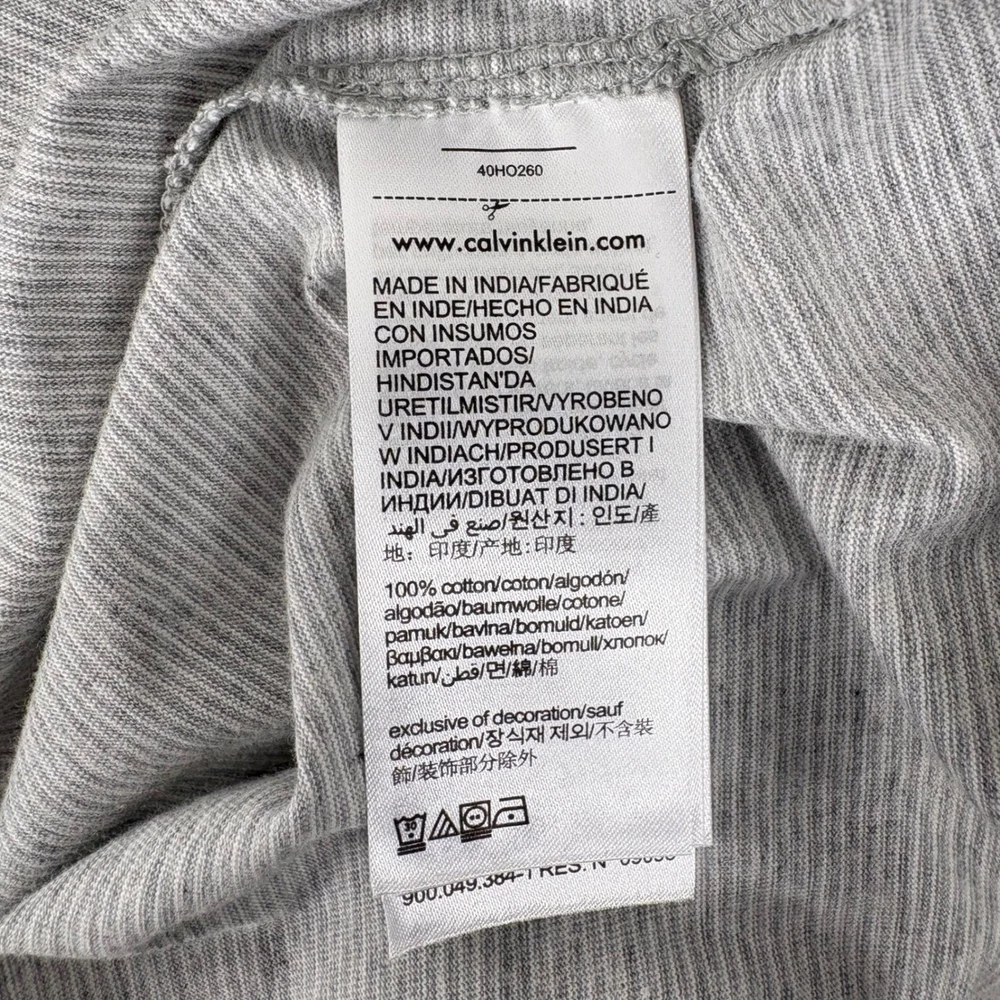 40HO260
www.calvinklein.com
MADE IN INDIA/FABRIQUÉ
EN INDE/HECHO EN INDIA
CON INSUMOS
IMPORTADOS/
HINDISTAN'DA
URETILMISTIR/VYROBENO
V INDII/WYPRODUKOWANO
W INDIACH/PRODUSERT I
INDIA/ИЗГОТОВЛЕНО В
ИНДИИ/DIBUAT DI INDIA/
صنع في الهند/원산지 : 인도/產
地: 印度/产地:印度
100% cotton/coton/algodón/
algodão/baumwolle/cotone/
pamuk/bavlna/bomuld/katoen/
βαμβακι/bawełna/bomull/хлопок/
katun/قطن/면/綿/棉
exclusive of decoration/sauf
décoration/장식재 제외/不含裝
飾/装饰部分除外
30
900.049.384-1 RES. N°